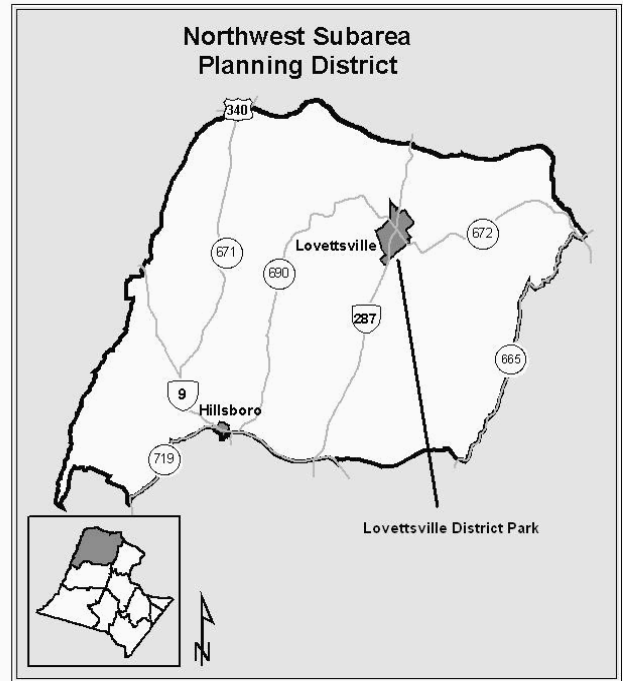 Northwest Subarea
Planning District
340
671
690
Lovettsville
672
287
665
9
Hillsboro
719
Lovettsville District Park
N